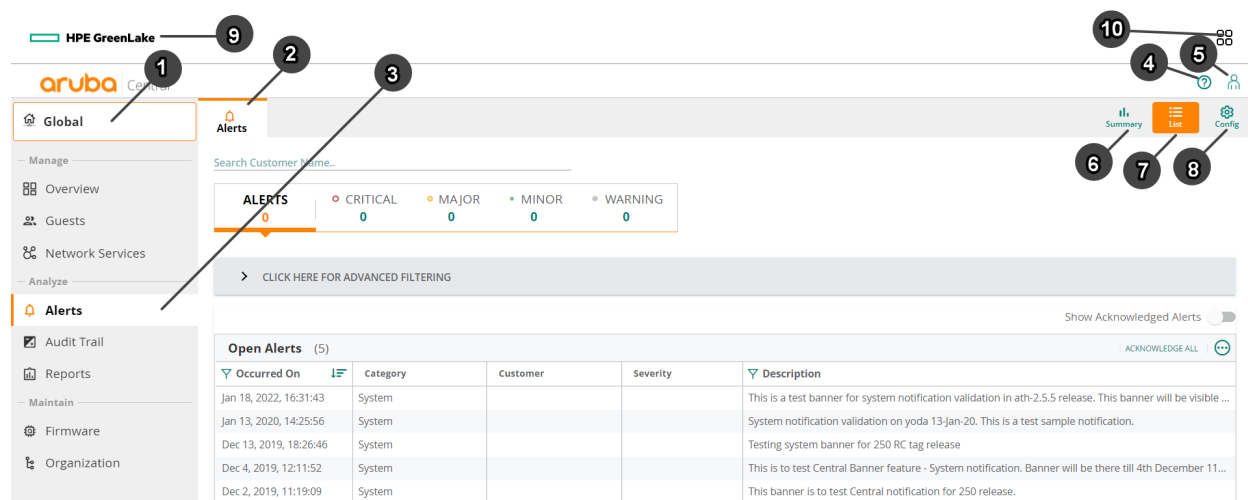 HPE GreenLake
9
10
1
2
3
4
5
aruba Central
Global
Alerts
Summary
List
Config
6
7
8
Manage
Search Customer Name..
Overview
ALERTS CRITICAL MAJOR MINOR WARNING
0 0 0 0 0
Guests
Network Services
CLICK HERE FOR ADVANCED FILTERING
Analyze
Alerts
Show Acknowledged Alerts
Audit Trail
Open Alerts (5)
ACKNOWLEDGE ALL
Reports
Occurred On Category Customer Severity Description
Maintain
Jan 18, 2022, 16:31:43 System This is a test banner for system notification validation in ath-2.5.5 release. This banner will be visible ...
Jan 13, 2020, 14:25:56 System System notification validation on yoda 13-Jan-20. This is a test sample notification.
Firmware
Dec 13, 2019, 18:26:46 System Testing system banner for 250 RC tag release
Organization
Dec 4, 2019, 12:11:52 System This is to test Central Banner feature - System notification. Banner will be there till 4th December 11...
Dec 2, 2019, 11:19:09 System This banner is to test Central notification for 250 release.